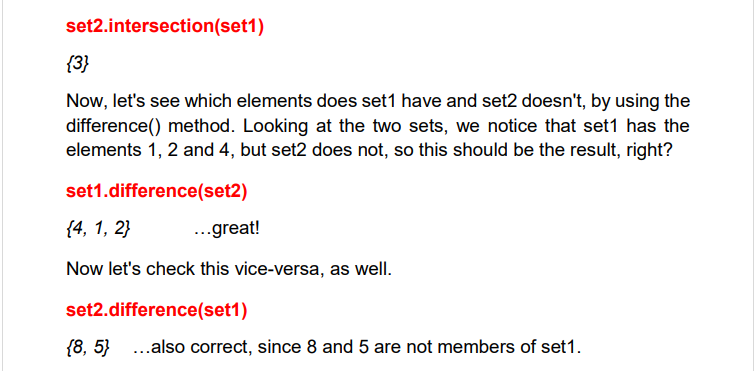 set2.intersection(set1)
{3}
Now, let's see which elements does set1 have and set2 doesn't, by using the
difference() method. Looking at the two sets, we notice that set1 has the
elements 1, 2 and 4, but set2 does not, so this should be the result, right?
set1.difference(set2)
{4, 1, 2} …great!
Now let's check this vice-versa, as well.
set2.difference(set1)
{8, 5} …also correct, since 8 and 5 are not members of set1.